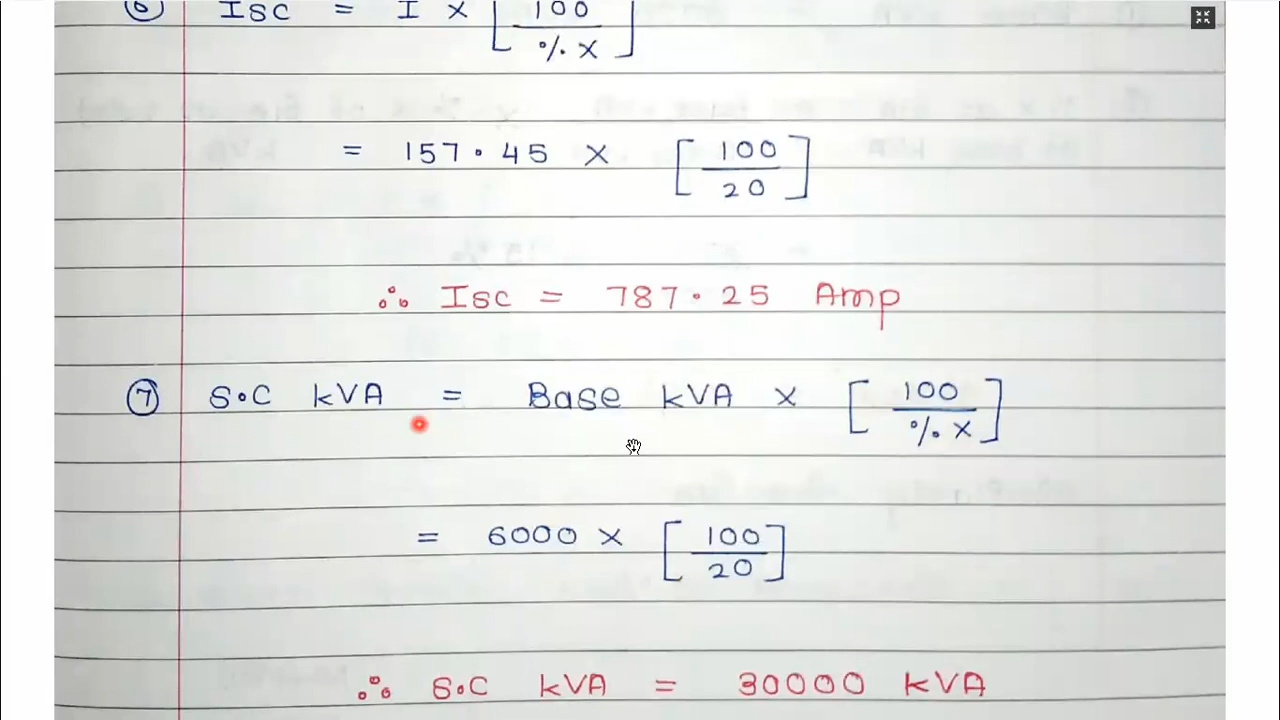 ⑥ Isc = I × [100 / % X]
= 157.45 × [100 / 20]
∴ Isc = 787.25 Amp
⑦ S.C kVA = Base kVA × [100 / % X]
= 6000 × [100 / 20]
∴ S.C kVA = 30000 kVA